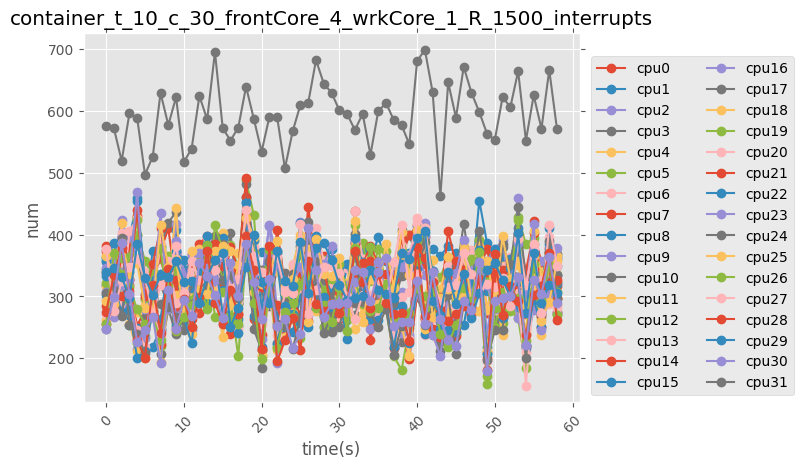 container_t_10_c_30_frontCore_4_wrkCore_1_R_1500_interrupts
700
600
500
400
300
200
num
0
10
20
30
40
50
60
time(s)
cpu0
cpu1
cpu2
cpu3
cpu4
cpu5
cpu6
cpu7
cpu8
cpu9
cpu10
cpu11
cpu12
cpu13
cpu14
cpu15
cpu16
cpu17
cpu18
cpu19
cpu20
cpu21
cpu22
cpu23
cpu24
cpu25
cpu26
cpu27
cpu28
cpu29
cpu30
cpu31